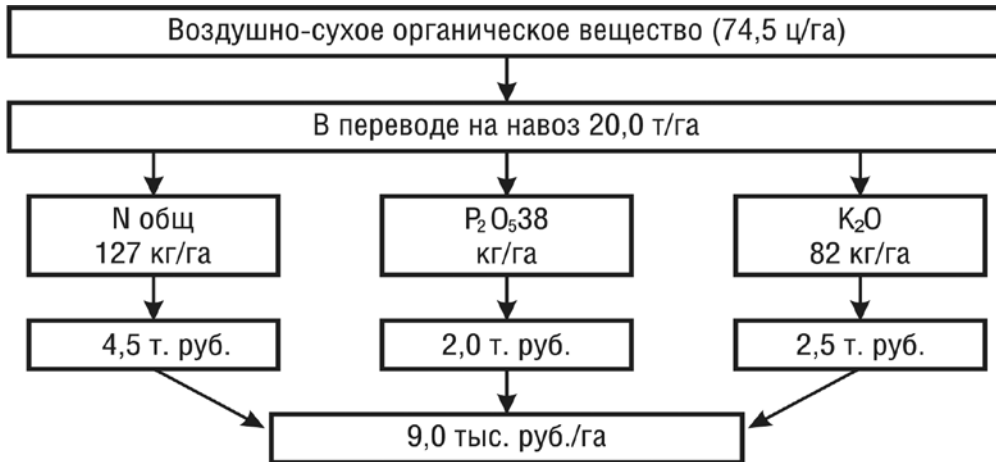 Воздушно-сухое органическое вещество (74,5 ц/га)
В переводе на навоз 20,0 т/га
N общ
127 кг/га
P₂O₅38
кг/га
K₂O
82 кг/га
4,5 т. руб.
2,0 т. руб.
2,5 т. руб.
9,0 тыс. руб./га